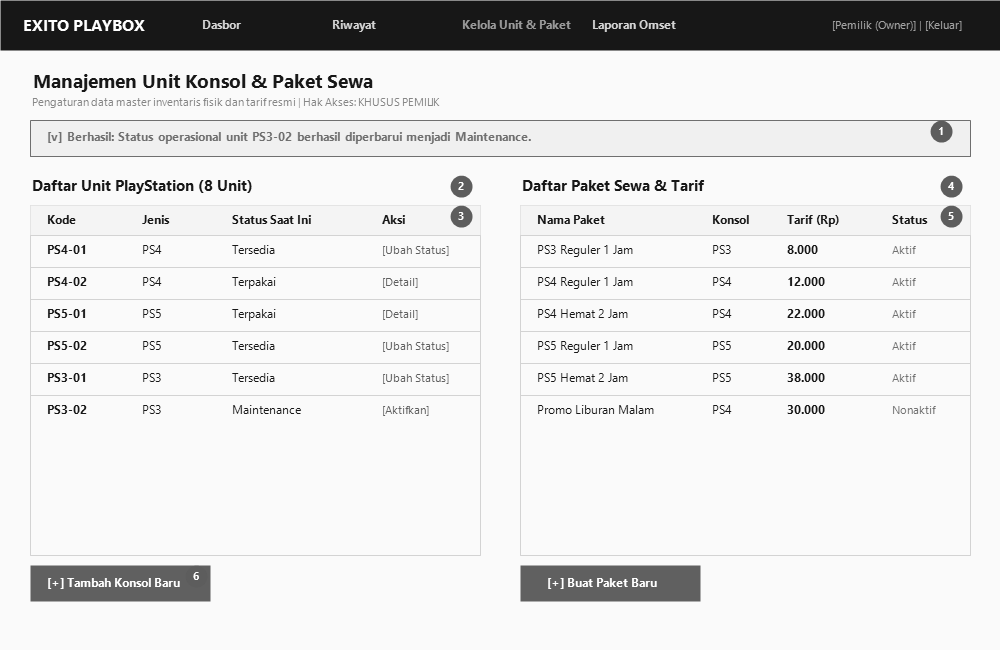 EXITO PLAYBOX Dasbor Riwayat Kelola Unit & Paket Laporan Omset [Pemilik (Owner)] | [Keluar]
Manajemen Unit Konsol & Paket Sewa
Pengaturan data master inventaris fisik dan tarif resmi | Hak Akses: KHUSUS PEMILIK
[v] Berhasil: Status operasional unit PS3-02 berhasil diperbarui menjadi Maintenance. 1
Daftar Unit PlayStation (8 Unit) 2
Kode Jenis Status Saat Ini Aksi 3
PS4-01 PS4 Tersedia [Ubah Status]
PS4-02 PS4 Terpakai [Detail]
PS5-01 PS5 Terpakai [Detail]
PS5-02 PS5 Tersedia [Ubah Status]
PS3-01 PS3 Tersedia [Ubah Status]
PS3-02 PS3 Maintenance [Aktifkan]
[+] Tambah Konsol Baru 6
Daftar Paket Sewa & Tarif 4
Nama Paket Konsol Tarif (Rp) Status 5
PS3 Reguler 1 Jam PS3 8.000 Aktif
PS4 Reguler 1 Jam PS4 12.000 Aktif
PS4 Hemat 2 Jam PS4 22.000 Aktif
PS5 Reguler 1 Jam PS5 20.000 Aktif
PS5 Hemat 2 Jam PS5 38.000 Aktif
Promo Liburan Malam PS4 30.000 Nonaktif
[+] Buat Paket Baru